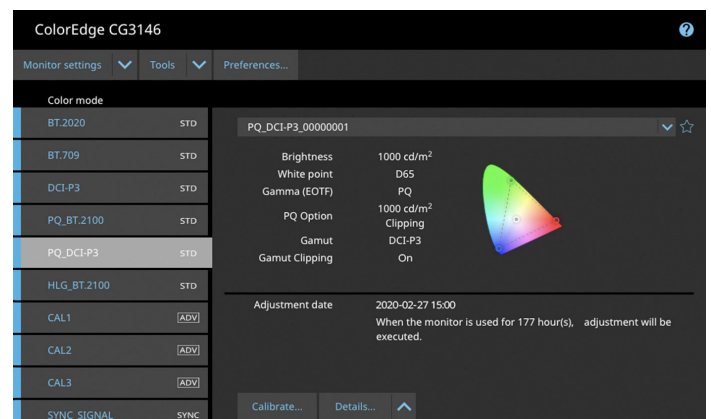 ColorEdge CG3146
?
Monitor settings Tools Preferences...
Color mode
BT.2020 STD
BT.709 STD
DCI-P3 STD
PQ_BT.2100 STD
PQ_DCI-P3 STD
HLG_BT.2100 STD
CAL1 ADV
CAL2 ADV
CAL3 ADV
SYNC_SIGNAL SYNC
PQ_DCI-P3_00000001
Brightness 1000 cd/m²
White point D65
Gamma (EOTF) PQ
PQ Option 1000 cd/m²
Clipping
Gamut DCI-P3
Gamut Clipping On
Adjustment date 2020-02-27 15:00
When the monitor is used for 177 hour(s), adjustment will be
executed.
Calibrate... Details...